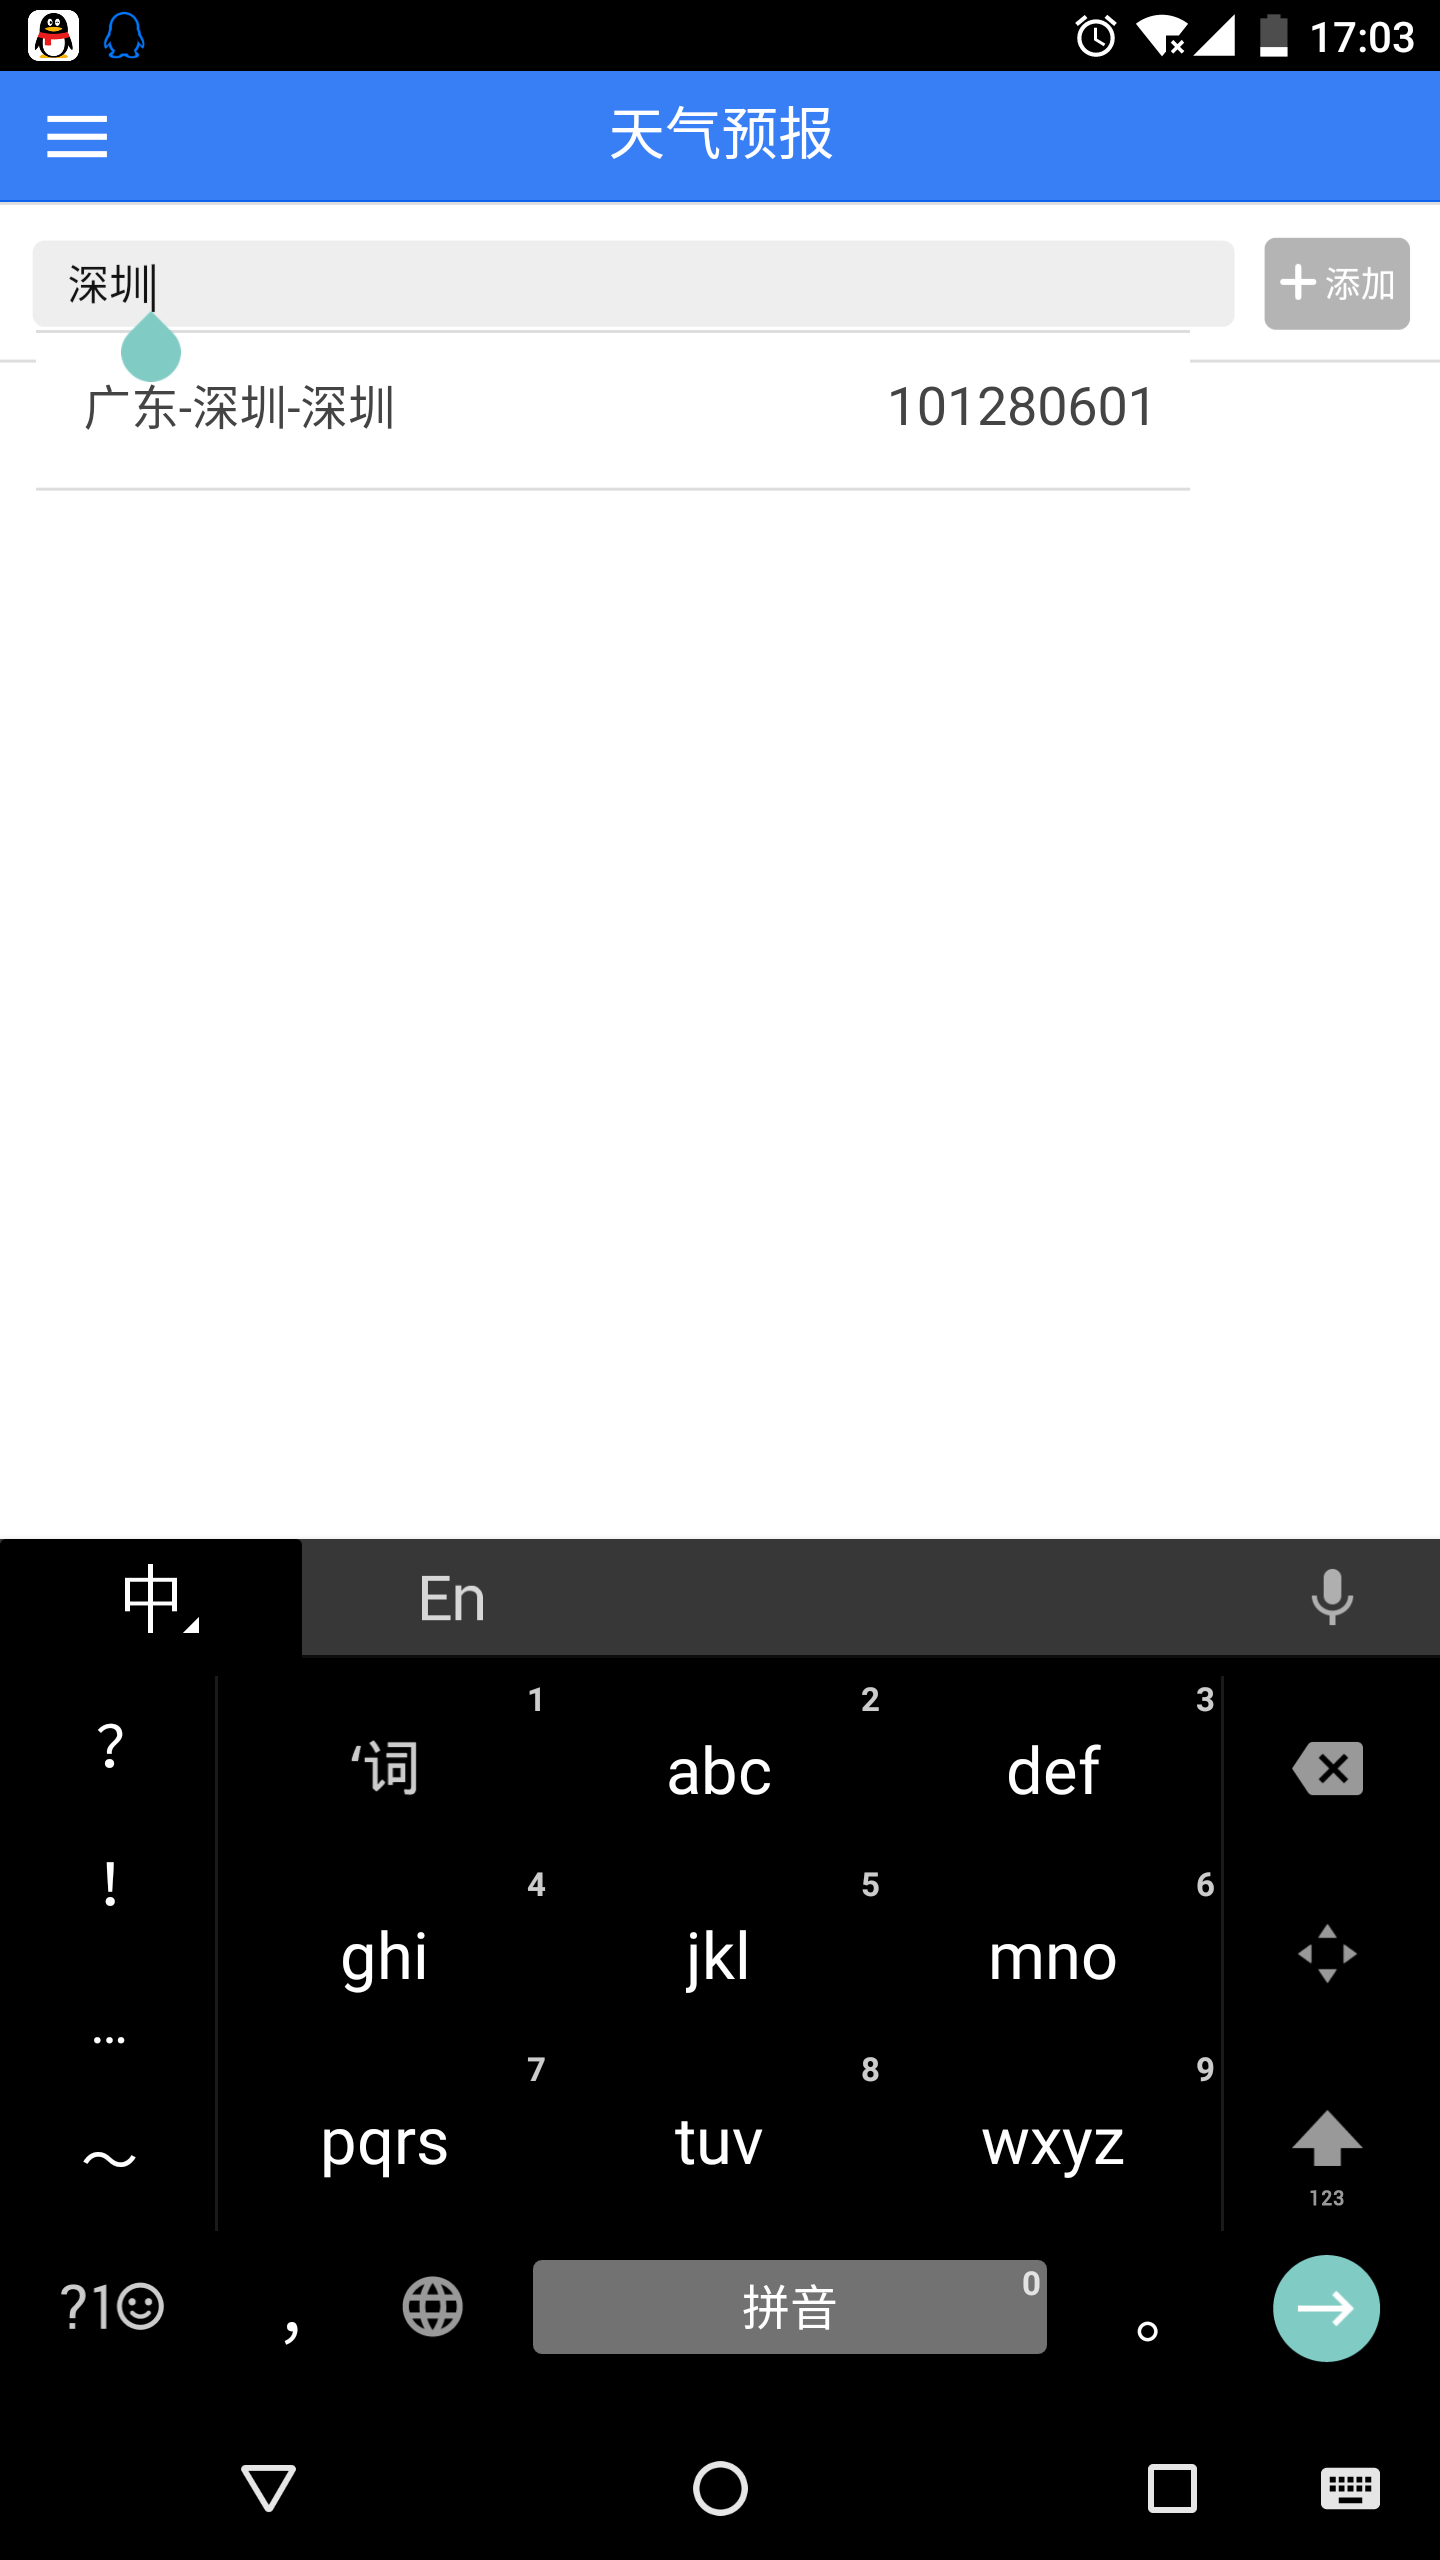 17:03
天气预报
深圳
添加
广东-深圳-深圳 101280601
中 En
? ‘词 1 abc 2 def 3
!
ghi 4 jkl 5 mno 6
…
～ pqrs 7 tuv 8 wxyz 9
123
?1 ， 拼音 0 。